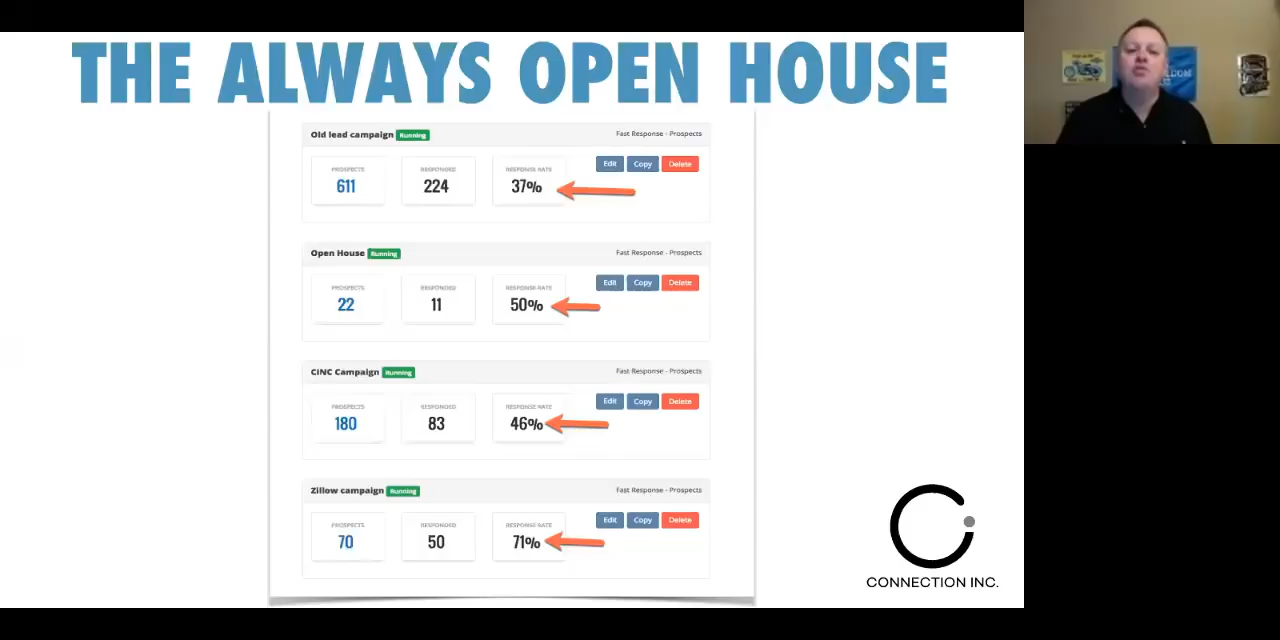 THE ALWAYS OPEN HOUSE
Old lead campaign Running Fast Response - Prospects
PROSPECTS RESPONDED RESPONSE RATE Edit Copy Delete
611 224 37%
Open House Running Fast Response - Prospects
PROSPECTS RESPONDED RESPONSE RATE Edit Copy Delete
22 11 50%
CINC Campaign Running Fast Response - Prospects
PROSPECTS RESPONDED RESPONSE RATE Edit Copy Delete
180 83 46%
Zillow campaign Running Fast Response - Prospects
PROSPECTS RESPONDED RESPONSE RATE Edit Copy Delete
70 50 71%
CONNECTION INC.